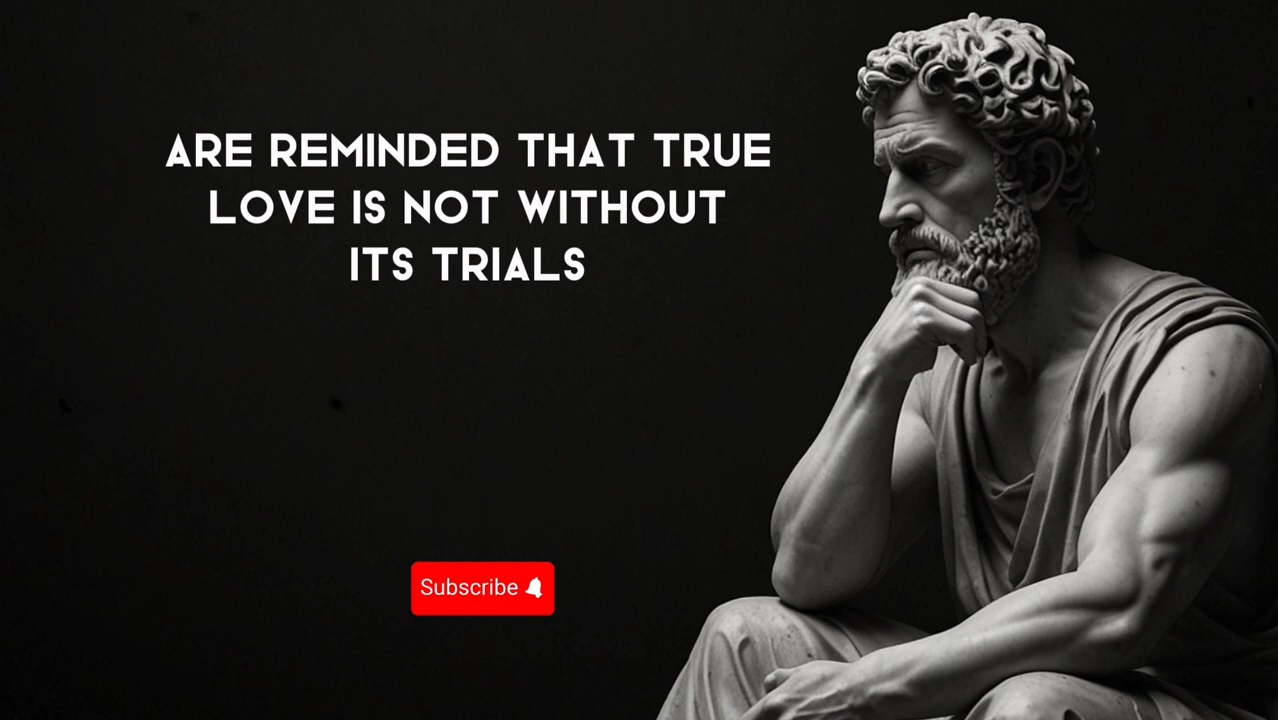 ARE REMINDED THAT TRUE
LOVE IS NOT WITHOUT
ITS TRIALS
Subscribe